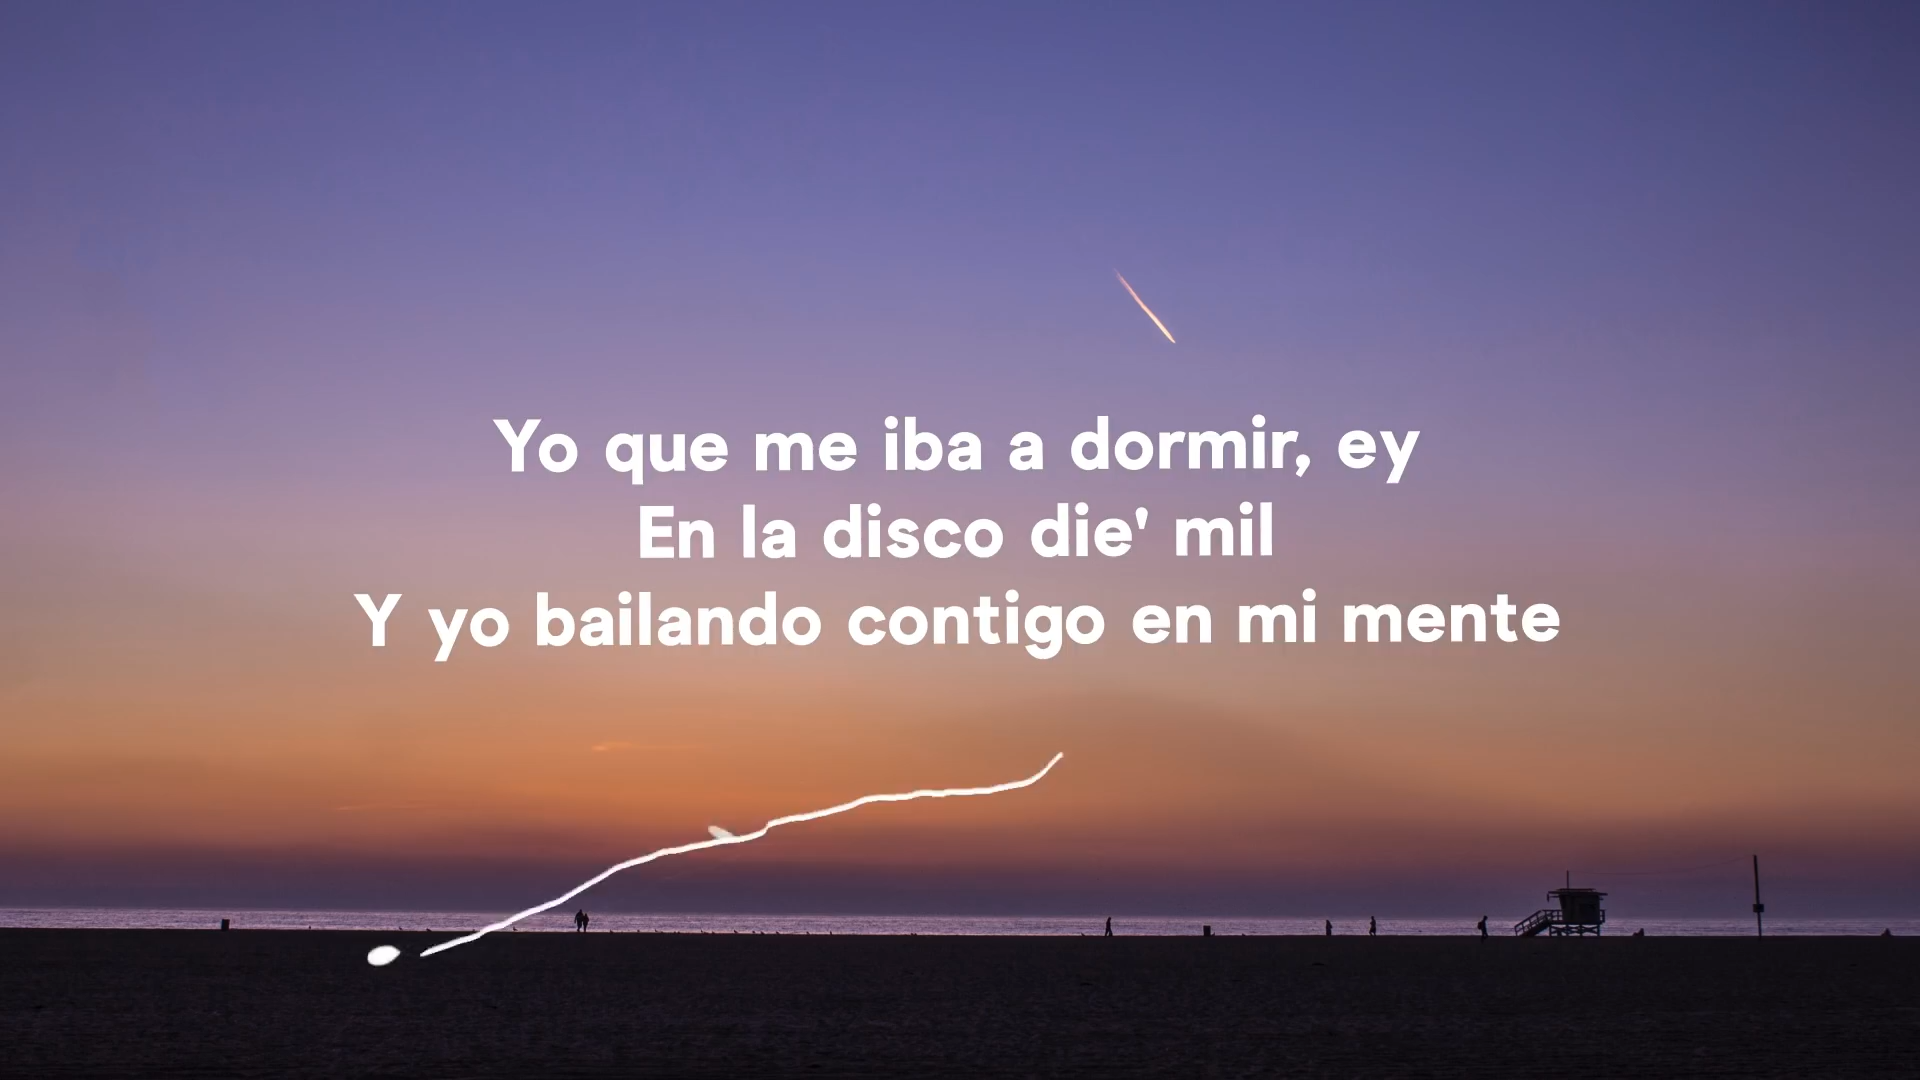 Yo que me iba a dormir, ey
En la disco die' mil
Y yo bailando contigo en mi mente